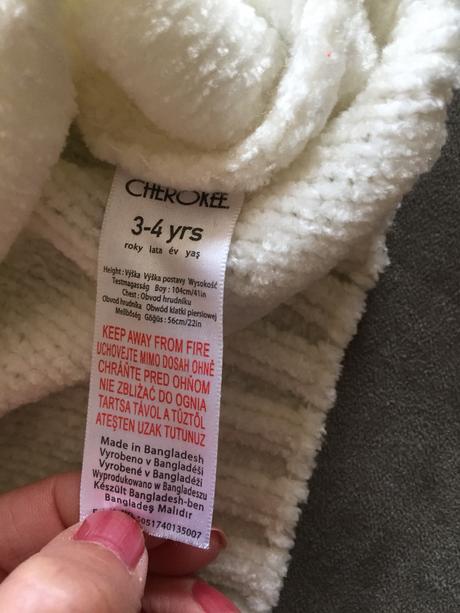 CHEROKEE
3-4 yrs
roky lata év yaş
Height : Výška Výška postavy Wysokość
Testmagasság Boy : 104cm/41in
Chest : Obvod hrudníku
Obvod hrudníka Obwód klatki piersiowej
Mellbőség Göğüs : 56cm/22in
KEEP AWAY FROM FIRE
UCHOVEJTE MIMO DOSAH OHNĚ
CHRÁŇTE PRED OHŇOM
NIE ZBLIŻAĆ DO OGNIA
TARTSA TÁVOL A TŰZTŐL
ATEŞTEN UZAK TUTUNUZ
Made in Bangladesh
Vyrobeno v Bangladéši
Vyrobené v Bangladéži
Wyprodukowano w Bangladeszu
Készült Bangladesh-ben
Bangladeş Malıdır
5051740135007